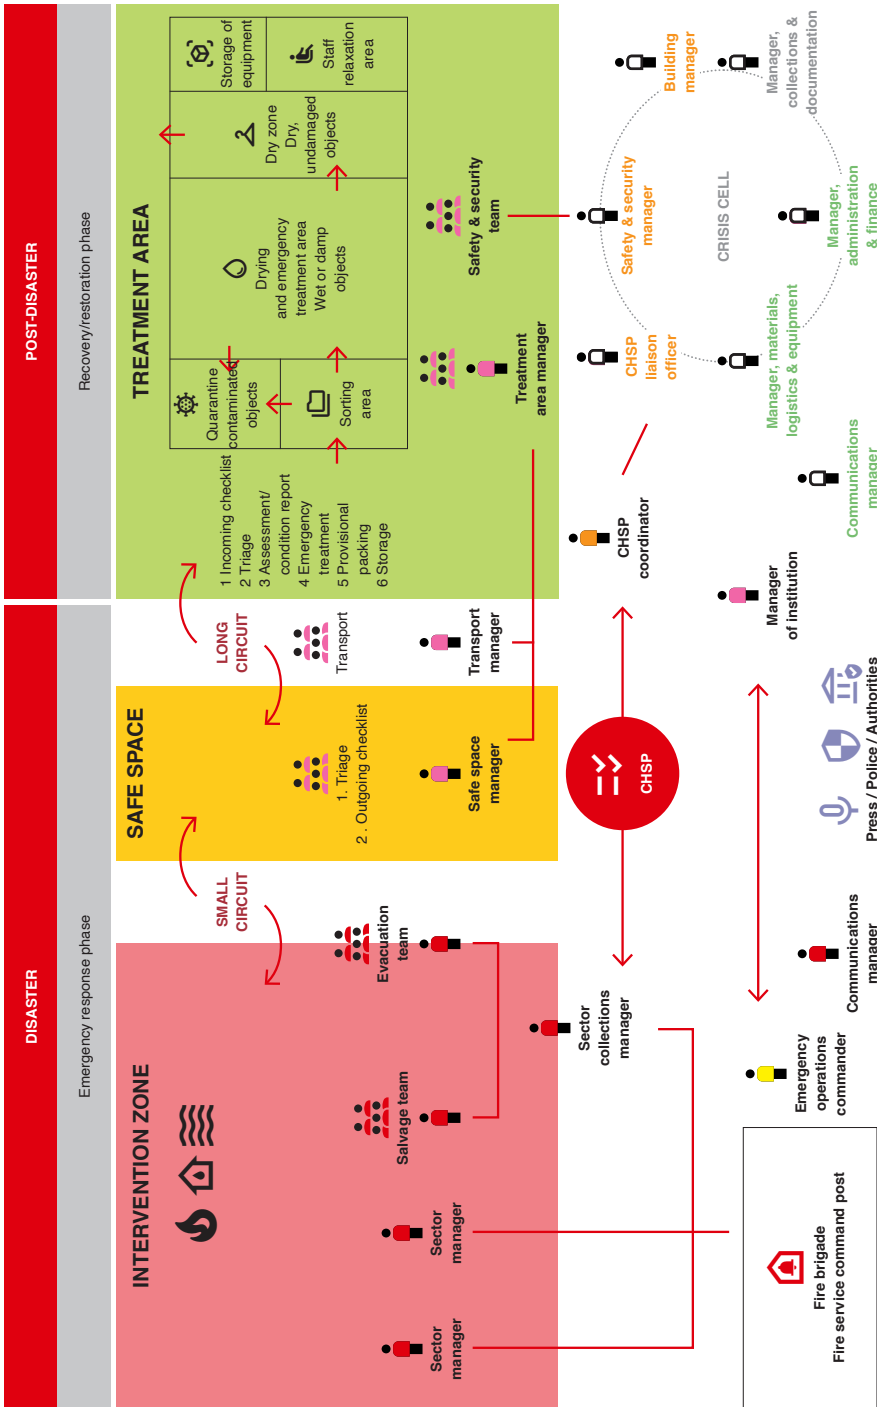 DISASTER
POST-DISASTER
Emergency response phase
Recovery/restoration phase
INTERVENTION ZONE
SAFE SPACE
TREATMENT AREA
SMALL
CIRCUIT
LONG
CIRCUIT
Sector
manager
Sector
manager
Salvage team
Evacuation
team
1. Triage
2 . Outgoing checklist
Safe space
manager
Transport
Transport
manager
1 Incoming checklist
2 Triage
3 Assessment/
condition report
4 Emergency
treatment
5 Provisional
packing
6 Storage
Quarantine
contaminated
objects
Sorting
area
Drying
and emergency
treatment area
Wet or damp
objects
Dry zone
Dry,
undamaged
objects
Storage of
equipment
Staff
relaxation
area
Treatment
area manager
Safety & security
team
Sector
collections
manager
CHSP
CHSP
coordinator
CHSP
liaison
officer
Safety & security
manager
Building
manager
Manager,
collections &
documentation
CRISIS CELL
Manager, materials,
logistics & equipment
Manager,
administration
& finance
Communications
manager
Manager
of institution
Press / Police / Authorities
Communications
manager
Emergency
operations
commander
Fire brigade
Fire service command post